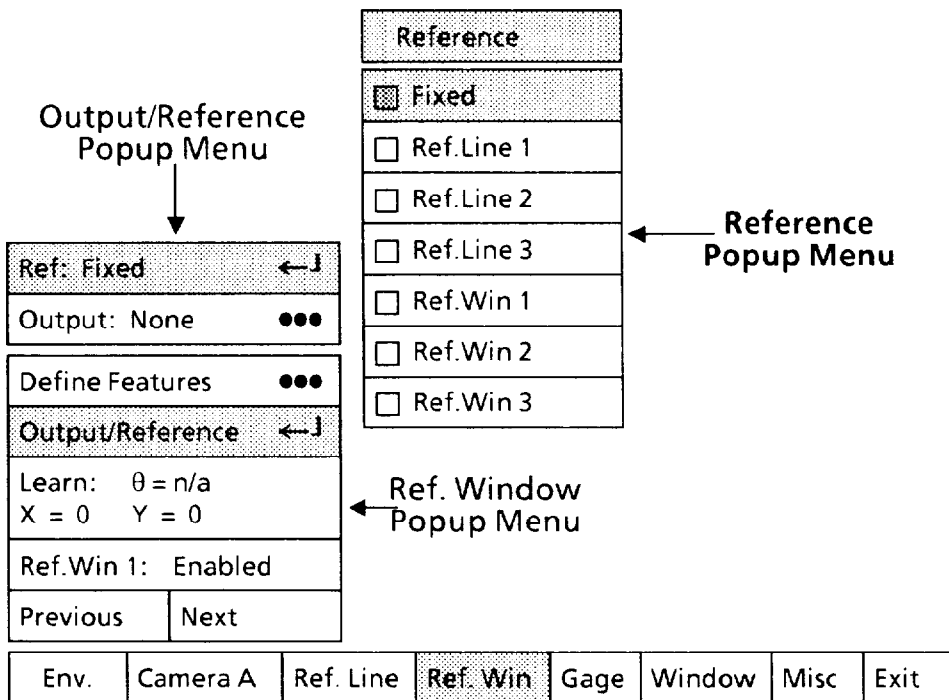 Reference
Fixed
Ref.Line 1
Ref.Line 2
Ref.Line 3
Ref.Win 1
Ref.Win 2
Ref.Win 3
Output/Reference
Popup Menu
Reference
Popup Menu
Ref: Fixed
Output: None
Define Features
Output/Reference
Learn: θ = n/a
X = 0 Y = 0
Ref.Win 1: Enabled
Previous Next
Ref. Window
Popup Menu
Env. Camera A Ref. Line Ref. Win Gage Window Misc Exit